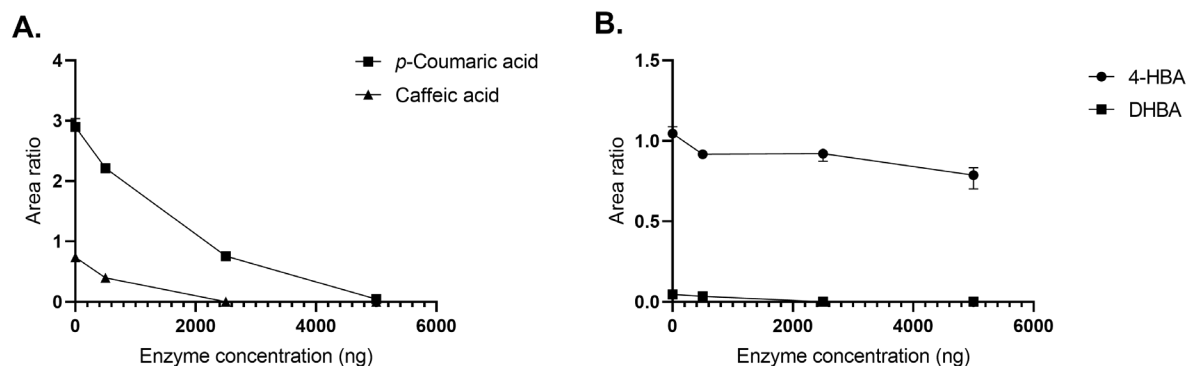 A.
4
3
2
1
0
Area ratio
0
2000
4000
6000
Enzyme concentration (ng)
p-Coumaric acid
Caffeic acid
B.
1.5
1.0
0.5
0.0
Area ratio
0
2000
4000
6000
Enzyme concentration (ng)
4-HBA
DHBA